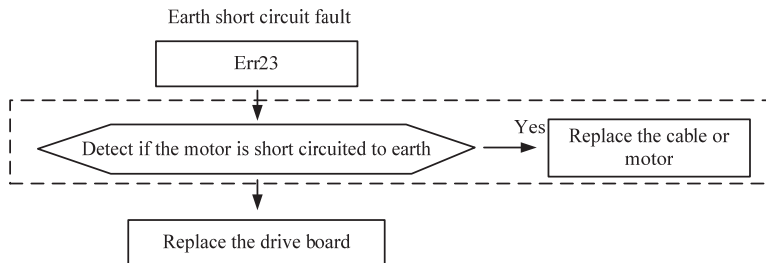 Earth short circuit fault
Err23
Detect if the motor is short circuited to earth
Yes
Replace the cable or
motor
Replace the drive board